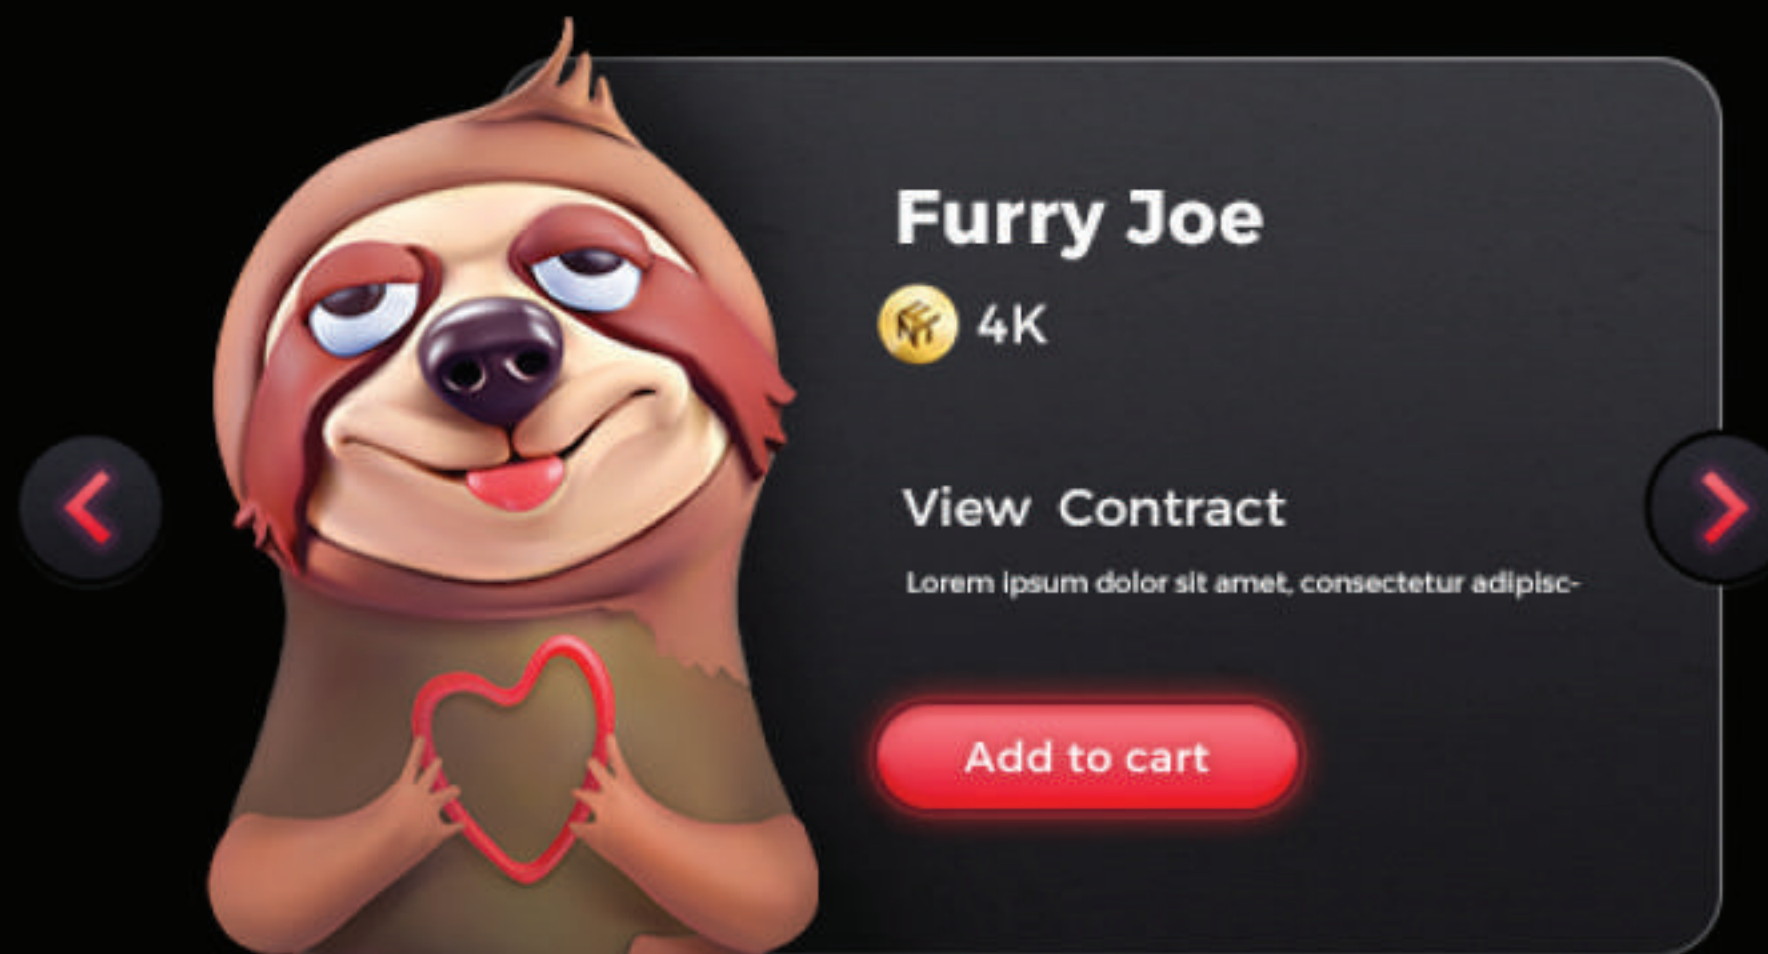 Furry Joe
4K
View Contract
Lorem ipsum dolor sit amet, consectetur adipisc-
Add to cart